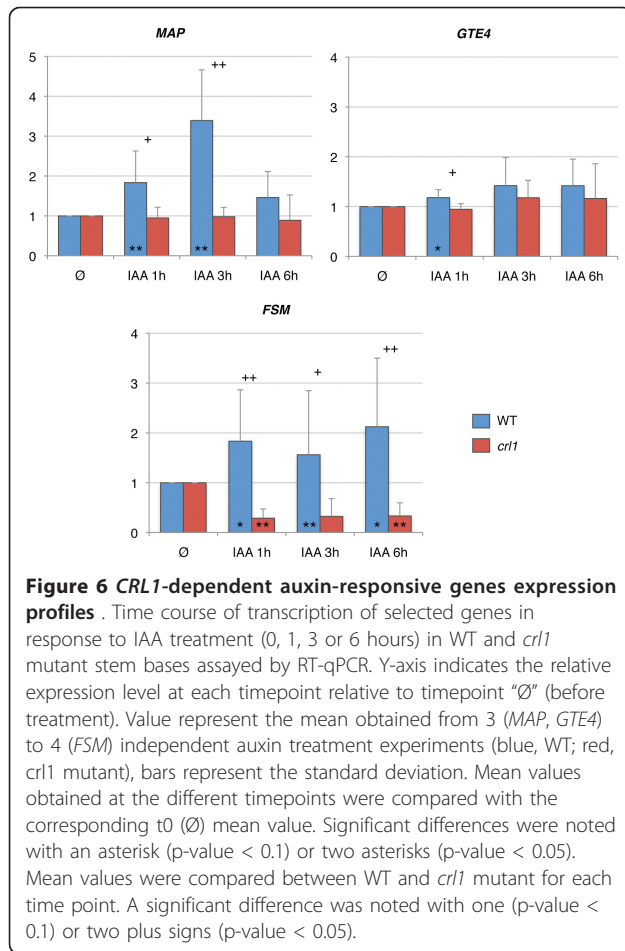 MAP
5
4
3
2
1
0
++
+
**
**
Ø IAA 1h IAA 3h IAA 6h
GTE4
4
3
2
1
0
+
*
Ø IAA 1h IAA 3h IAA 6h
FSM
4
3
2
1
0
++
+
++
*
**
**
*
**
Ø IAA 1h IAA 3h IAA 6h
WT
crl1
Figure 6 CRL1-dependent auxin-responsive genes expression
profiles . Time course of transcription of selected genes in
response to IAA treatment (0, 1, 3 or 6 hours) in WT and crl1
mutant stem bases assayed by RT-qPCR. Y-axis indicates the relative
expression level at each timepoint relative to timepoint “Ø” (before
treatment). Value represent the mean obtained from 3 (MAP, GTE4)
to 4 (FSM) independent auxin treatment experiments (blue, WT; red,
crl1 mutant), bars represent the standard deviation. Mean values
obtained at the different timepoints were compared with the
corresponding t0 (Ø) mean value. Significant differences were noted
with an asterisk (p-value < 0.1) or two asterisks (p-value < 0.05).
Mean values were compared between WT and crl1 mutant for each
time point. A significant difference was noted with one (p-value <
0.1) or two plus signs (p-value < 0.05).